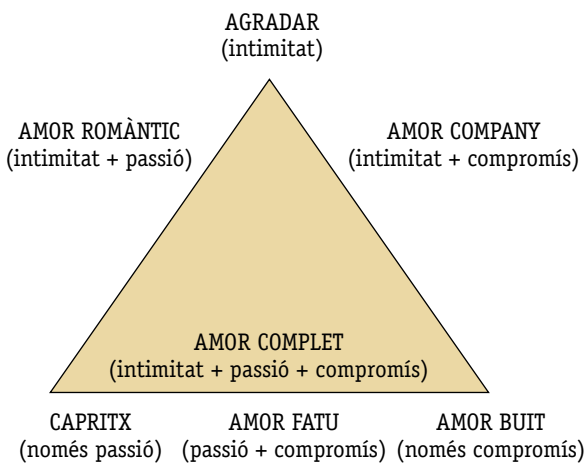 AGRADAR
(intimitat)
AMOR ROMÀNTIC
(intimitat + passió)
AMOR COMPANY
(intimitat + compromís)
AMOR COMPLET
(intimitat + passió + compromís)
CAPRITX
(només passió)
AMOR FATU
(passió + compromís)
AMOR BUIT
(només compromís)